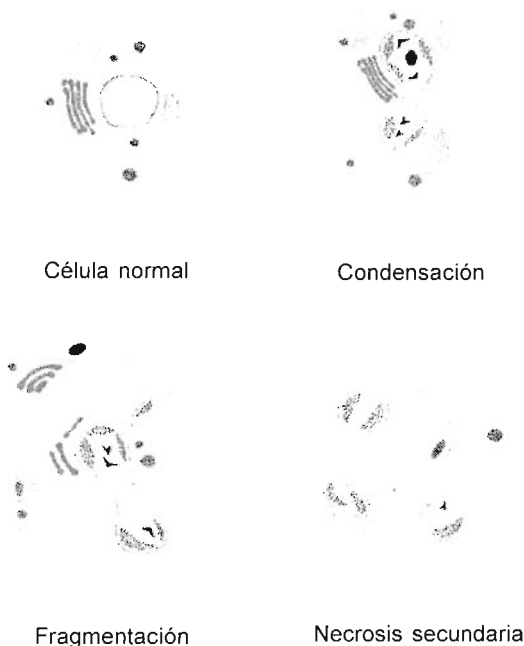 Célula normal
Condensación
Fragmentación
Necrosis secundaria